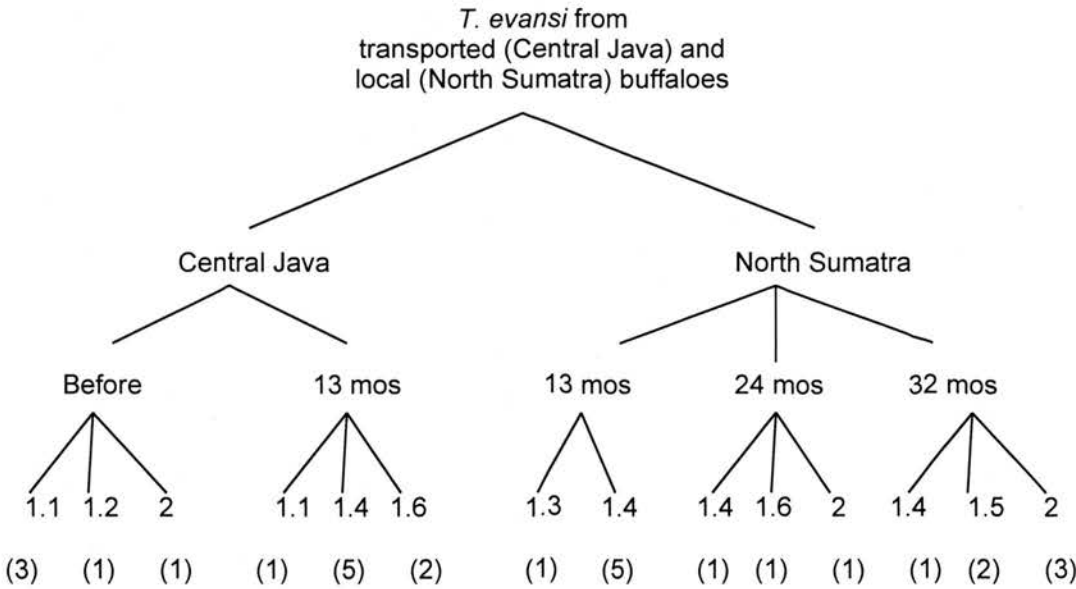 T. evansi from
transported (Central Java) and
local (North Sumatra) buffaloes
Central Java North Sumatra
Before 13 mos 13 mos 24 mos 32 mos
1.1 1.2 2 1.1 1.4 1.6 1.3 1.4 1.4 1.6 2 1.4 1.5 2
(3) (1) (1) (1) (5) (2) (1) (5) (1) (1) (1) (1) (2) (3)